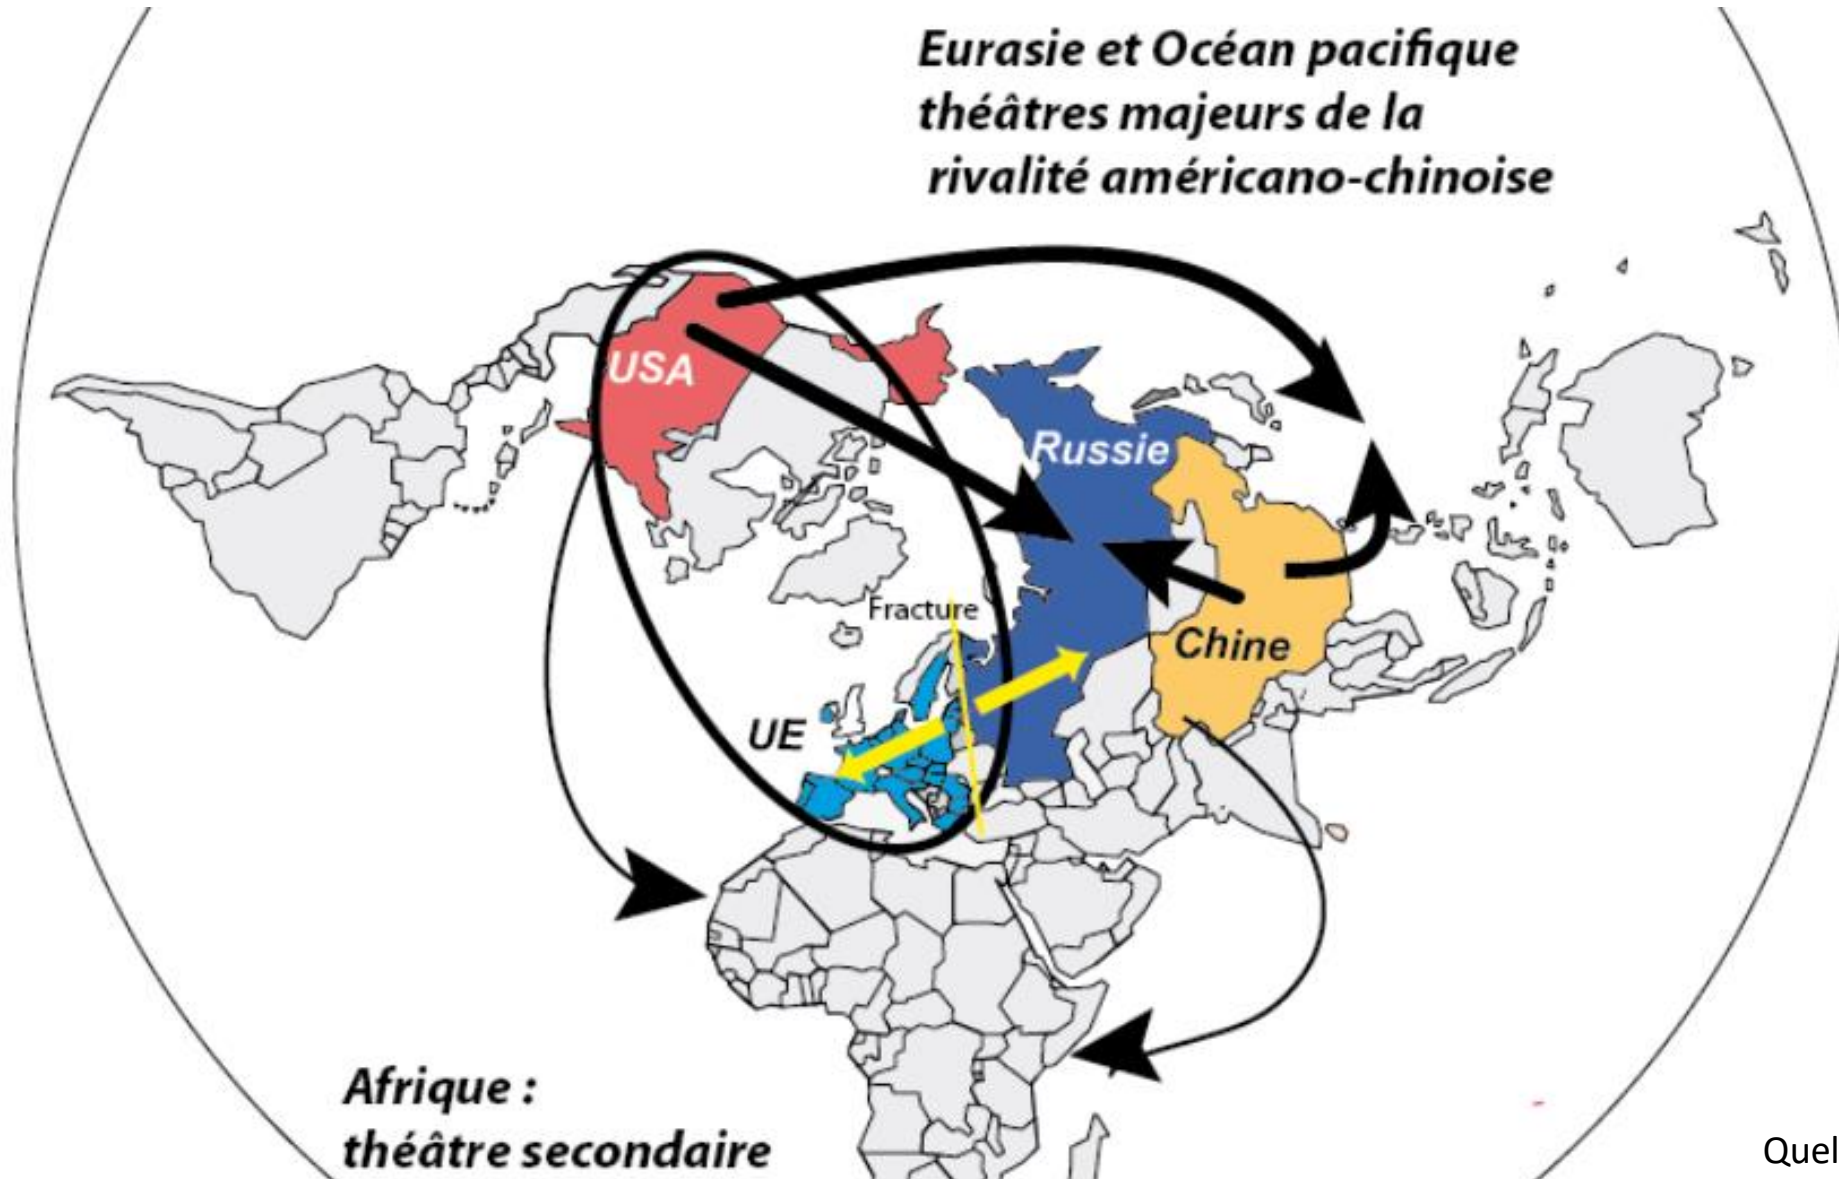 Eurasie et Océan pacifique
théâtres majeurs de la
rivalité américano-chinoise
USA
Russie
Fracture
Chine
UE
Afrique :
théâtre secondaire
Quel